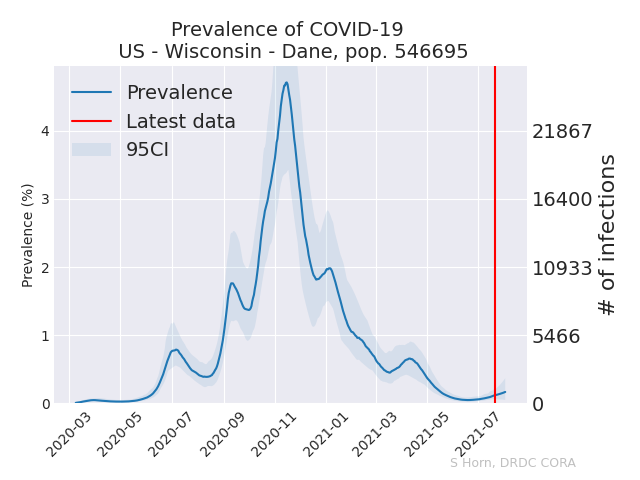 Prevalence of COVID-19
US - Wisconsin - Dane, pop. 546695
Prevalence
Latest data
95CI
Prevalence (%)
4
3
2
1
0
21867
16400
10933
5466
0
# of infections
2020-03
2020-05
2020-07
2020-09
2020-11
2021-01
2021-03
2021-05
2021-07
S Horn, DRDC CORA